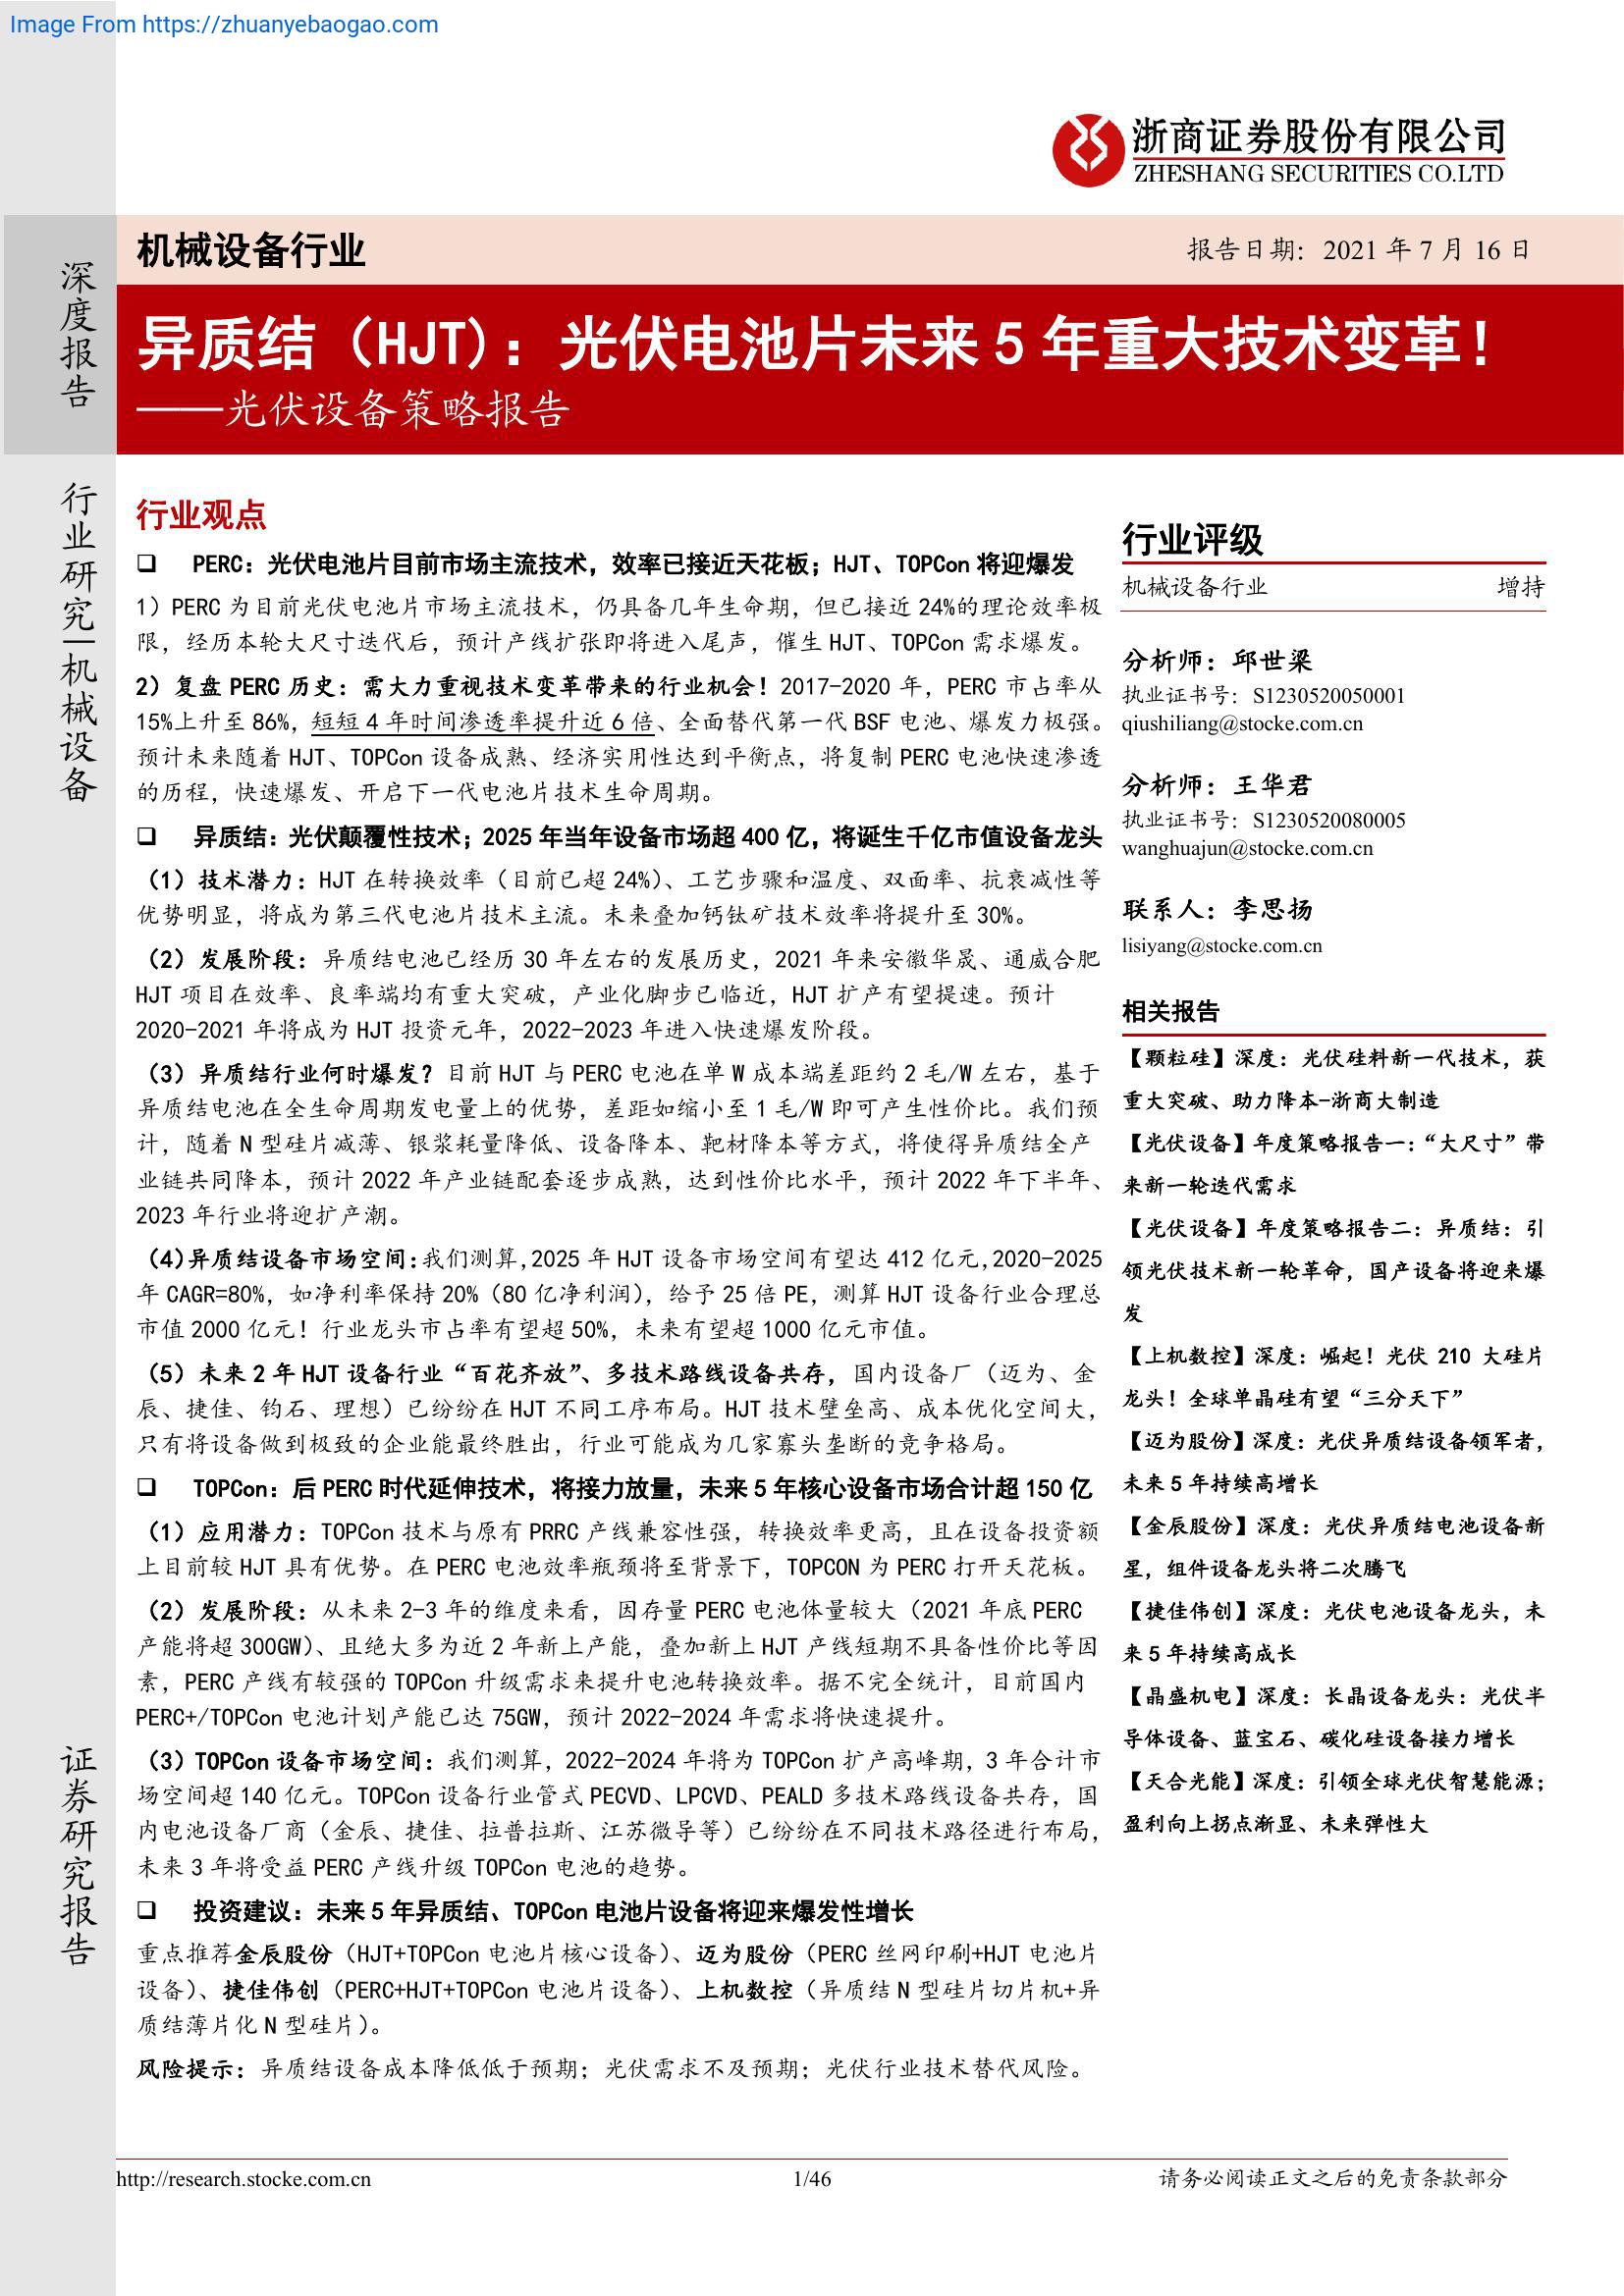 Image From https://zhuanyebaogao.com
浙商证券股份有限公司
ZHESHANG SECURITIES CO.LTD
深度报告
机械设备行业
报告日期：2021 年 7 月 16 日
异质结（HJT）：光伏电池片未来 5 年重大技术变革！
——光伏设备策略报告
行业研究|机械设备
证券研究报告
行业观点
❑ PERC：光伏电池片目前市场主流技术，效率已接近天花板；HJT、TOPCon 将迎爆发
1）PERC 为目前光伏电池片市场主流技术，仍具备几年生命期，但已接近 24%的理论效率极
限，经历本轮大尺寸迭代后，预计产线扩张即将进入尾声，催生 HJT、TOPCon 需求爆发。
2）复盘 PERC 历史：需大力重视技术变革带来的行业机会！2017-2020 年，PERC 市占率从
15%上升至 86%，短短 4 年时间渗透率提升近 6 倍、全面替代第一代 BSF 电池、爆发力极强。
预计未来随着 HJT、TOPCon 设备成熟、经济实用性达到平衡点，将复制 PERC 电池快速渗透
的历程，快速爆发、开启下一代电池片技术生命周期。
❑ 异质结：光伏颠覆性技术；2025 年当年设备市场超 400 亿，将诞生千亿市值设备龙头
（1）技术潜力：HJT 在转换效率（目前已超 24%）、工艺步骤和温度、双面率、抗衰减性等
优势明显，将成为第三代电池片技术主流。未来叠加钙钛矿技术效率将提升至 30%。
（2）发展阶段：异质结电池已经历 30 年左右的发展历史，2021 年来安徽华晟、通威合肥
HJT 项目在效率、良率端均有重大突破，产业化脚步已临近，HJT 扩产有望提速。预计
2020-2021 年将成为 HJT 投资元年，2022-2023 年进入快速爆发阶段。
（3）异质结行业何时爆发？目前 HJT 与 PERC 电池在单 W 成本端差距约 2 毛/W 左右，基于
异质结电池在全生命周期发电量上的优势，差距如缩小至 1 毛/W 即可产生性价比。我们预
计，随着 N 型硅片减薄、银浆耗量降低、设备降本、靶材降本等方式，将使得异质结全产
业链共同降本，预计 2022 年产业链配套逐步成熟，达到性价比水平，预计 2022 年下半年、
2023 年行业将迎扩产潮。
（4）异质结设备市场空间：我们测算，2025 年 HJT 设备市场空间有望达 412 亿元，2020-2025
年 CAGR=80%，如净利率保持 20%（80 亿净利润），给予 25 倍 PE，测算 HJT 设备行业合理总
市值 2000 亿元！行业龙头市占率有望超 50%，未来有望超 1000 亿元市值。
（5）未来 2 年 HJT 设备行业“百花齐放”、多技术路线设备共存，国内设备厂（迈为、金
辰、捷佳、钧石、理想）已纷纷在 HJT 不同工序布局。HJT 技术壁垒高、成本优化空间大，
只有将设备做到极致的企业能最终胜出，行业可能成为几家寡头垄断的竞争格局。
❑ TOPCon：后 PERC 时代延伸技术，将接力放量，未来 5 年核心设备市场合计超 150 亿
（1）应用潜力：TOPCon 技术与原有 PRRC 产线兼容性强，转换效率更高，且在设备投资额
上目前较 HJT 具有优势。在 PERC 电池效率瓶颈将至背景下，TOPCON 为 PERC 打开天花板。
（2）发展阶段：从未来 2-3 年的维度来看，因存量 PERC 电池体量较大（2021 年底 PERC
产能将超 300GW）、且绝大多为近 2 年新上产能，叠加新上 HJT 产线短期不具备性价比等因
素，PERC 产线有较强的 TOPCon 升级需求来提升电池转换效率。据不完全统计，目前国内
PERC+/TOPCon 电池计划产能已达 75GW，预计 2022-2024 年需求将快速提升。
（3）TOPCon 设备市场空间：我们测算，2022-2024 年将为 TOPCon 扩产高峰期，3 年合计市
场空间超 140 亿元。TOPCon 设备行业管式 PECVD、LPCVD、PEALD 多技术路线设备共存，国
内电池设备厂商（金辰、捷佳、拉普拉斯、江苏微导等）已纷纷在不同技术路径进行布局，
未来 3 年将受益 PERC 产线升级 TOPCon 电池的趋势。
❑ 投资建议：未来 5 年异质结、TOPCon 电池片设备将迎来爆发性增长
重点推荐金辰股份（HJT+TOPCon 电池片核心设备）、迈为股份（PERC 丝网印刷+HJT 电池片
设备）、捷佳伟创（PERC+HJT+TOPCon 电池片设备）、上机数控（异质结 N 型硅片切片机+异
质结薄片化 N 型硅片）。
风险提示：异质结设备成本降低低于预期；光伏需求不及预期；光伏行业技术替代风险。
行业评级
机械设备行业 增持
分析师：邱世梁
执业证书号：S1230520050001
qiushiliang@stocke.com.cn
分析师：王华君
执业证书号：S1230520080005
wanghuajun@stocke.com.cn
联系人：李思扬
lisiyang@stocke.com.cn
相关报告
【颗粒硅】深度：光伏硅料新一代技术，获
重大突破、助力降本-浙商大制造
【光伏设备】年度策略报告一：“大尺寸”带
来新一轮迭代需求
【光伏设备】年度策略报告二：异质结：引
领光伏技术新一轮革命，国产设备将迎来爆
发
【上机数控】深度：崛起！光伏 210 大硅片
龙头！全球单晶硅有望“三分天下”
【迈为股份】深度：光伏异质结设备领军者，
未来 5 年持续高增长
【金辰股份】深度：光伏异质结电池设备新
星，组件设备龙头将二次腾飞
【捷佳伟创】深度：光伏电池设备龙头，未
来 5 年持续高成长
【晶盛机电】深度：长晶设备龙头：光伏半
导体设备、蓝宝石、碳化硅设备接力增长
【天合光能】深度：引领全球光伏智慧能源；
盈利向上拐点渐显、未来弹性大
http://research.stocke.com.cn
1/46
请务必阅读正文之后的免责条款部分